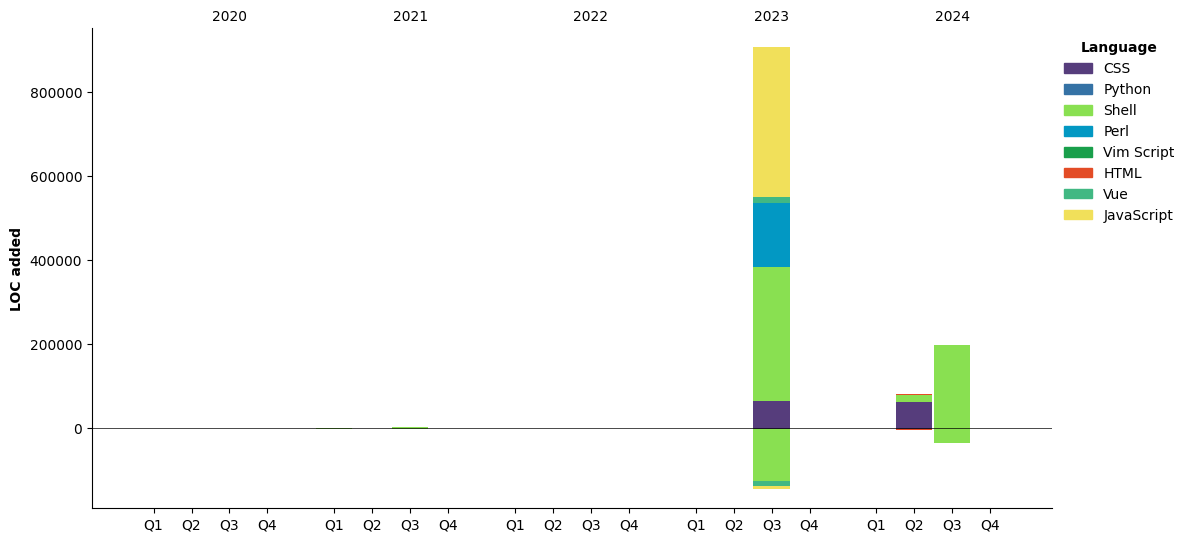 2020 2021 2022 2023 2024
Language
CSS
Python
Shell
Perl
Vim Script
HTML
Vue
JavaScript
LOC added
800000
600000
400000
200000
0
Q1 Q2 Q3 Q4 Q1 Q2 Q3 Q4 Q1 Q2 Q3 Q4 Q1 Q2 Q3 Q4 Q1 Q2 Q3 Q4